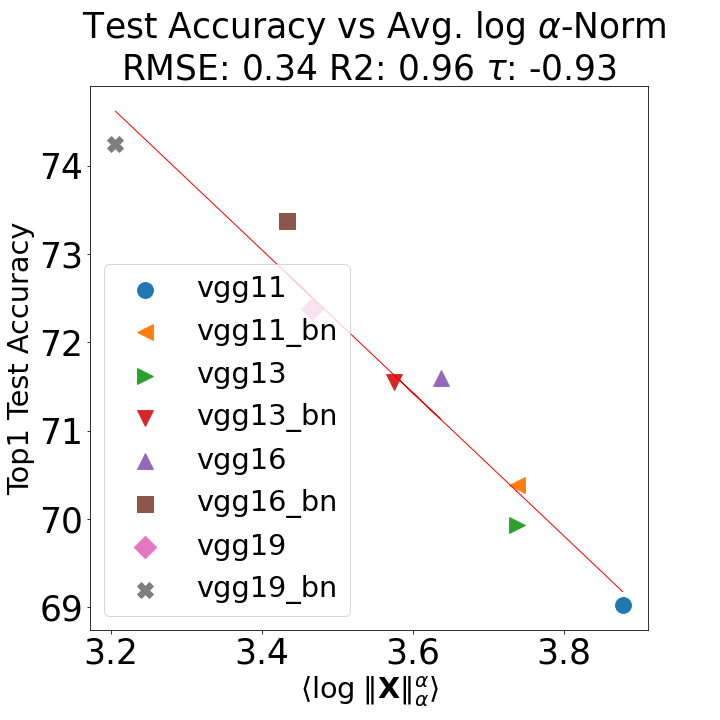 Test Accuracy vs Avg. log α-Norm
RMSE: 0.34 R2: 0.96 τ: -0.93
Top1 Test Accuracy
74
73
72
71
70
69
vgg11
vgg11_bn
vgg13
vgg13_bn
vgg16
vgg16_bn
vgg19
vgg19_bn
3.2 3.4 3.6 3.8
⟨log ‖𝐗‖αα⟩